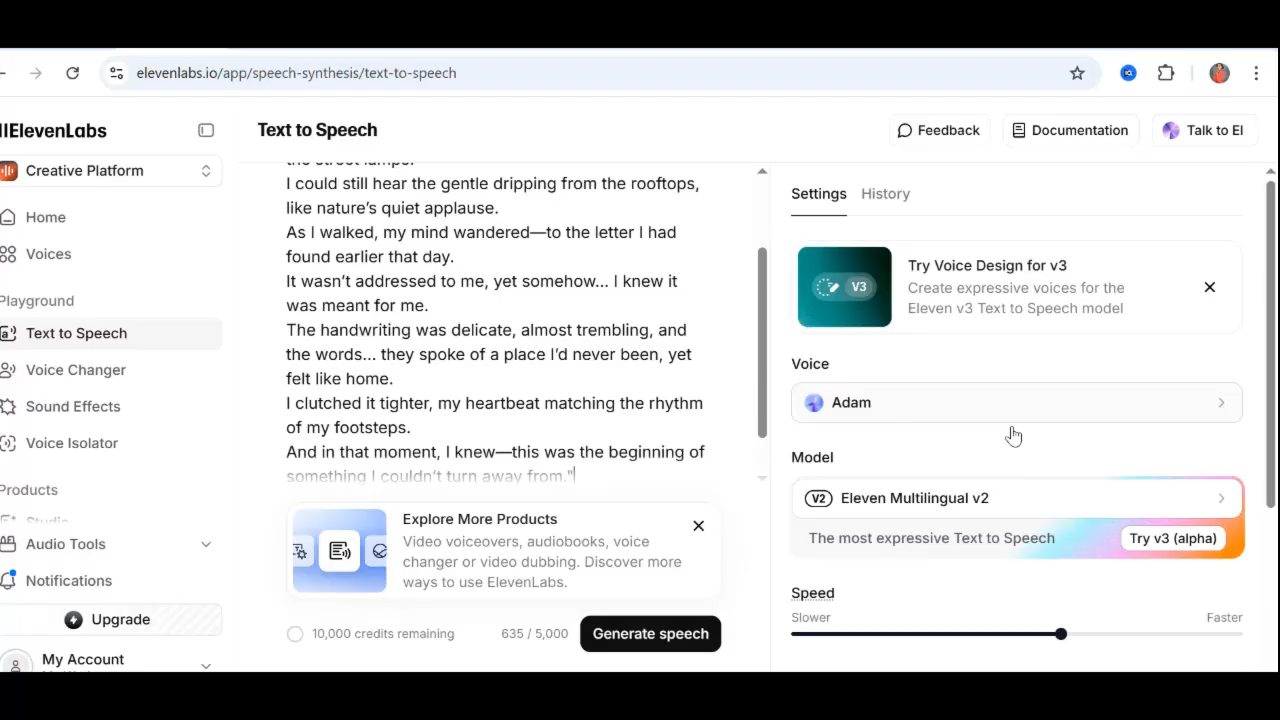 elevenlabs.io/app/speech-synthesis/text-to-speech
IIElevenLabs
Text to Speech
Feedback
Documentation
Talk to El
Creative Platform
Home
Voices
Playground
Text to Speech
Voice Changer
Sound Effects
Voice Isolator
Products
Studio
Audio Tools
Notifications
Upgrade
My Account
the street lamps.
I could still hear the gentle dripping from the rooftops,
like nature’s quiet applause.
As I walked, my mind wandered—to the letter I had
found earlier that day.
It wasn’t addressed to me, yet somehow... I knew it
was meant for me.
The handwriting was delicate, almost trembling, and
the words... they spoke of a place I’d never been, yet
felt like home.
I clutched it tighter, my heartbeat matching the rhythm
of my footsteps.
And in that moment, I knew—this was the beginning of
something I couldn’t turn away from."
Explore More Products
Video voiceovers, audiobooks, voice
changer or video dubbing. Discover more
ways to use ElevenLabs.
10,000 credits remaining
635 / 5,000
Generate speech
Settings
History
V3
Try Voice Design for v3
Create expressive voices for the
Eleven v3 Text to Speech model
Voice
Adam
Model
V2 Eleven Multilingual v2
The most expressive Text to Speech
Try v3 (alpha)
Speed
Slower
Faster